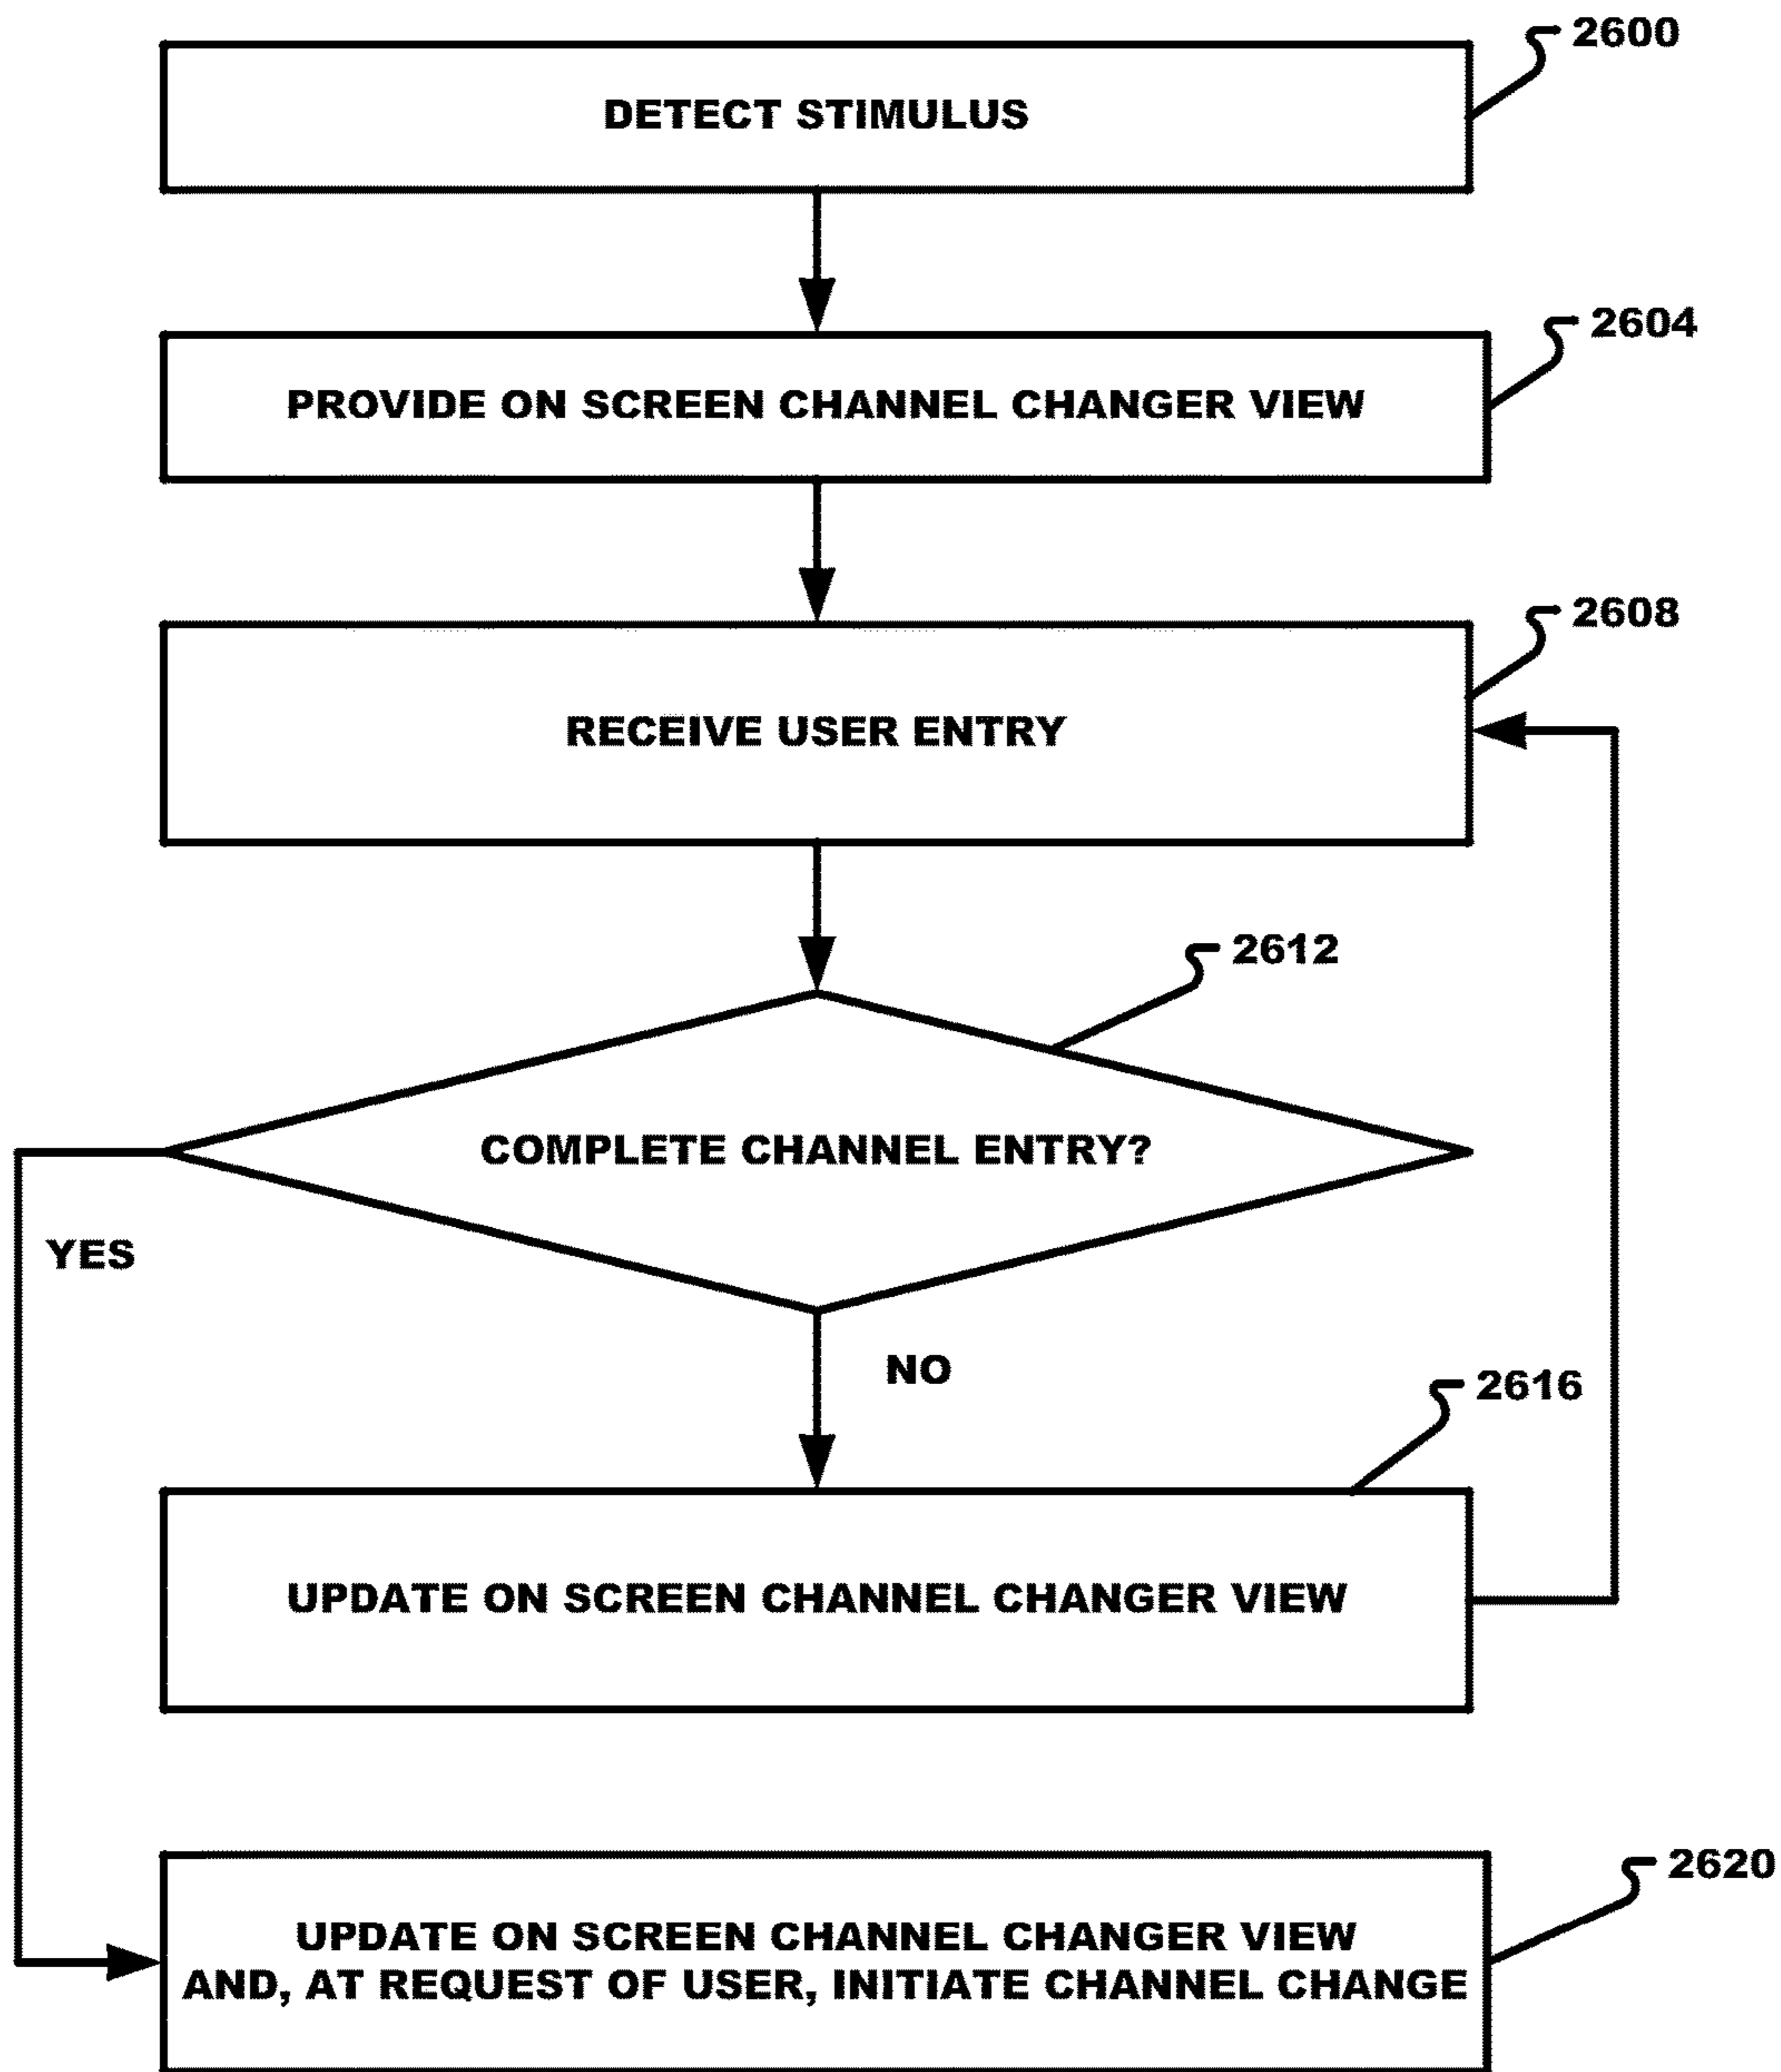 2600
DETECT STIMULUS
2604
PROVIDE ON SCREEN CHANNEL CHANGER VIEW
2608
RECEIVE USER ENTRY
2612
COMPLETE CHANNEL ENTRY?
YES
NO
2616
UPDATE ON SCREEN CHANNEL CHANGER VIEW
2620
UPDATE ON SCREEN CHANNEL CHANGER VIEW
AND, AT REQUEST OF USER, INITIATE CHANNEL CHANGE